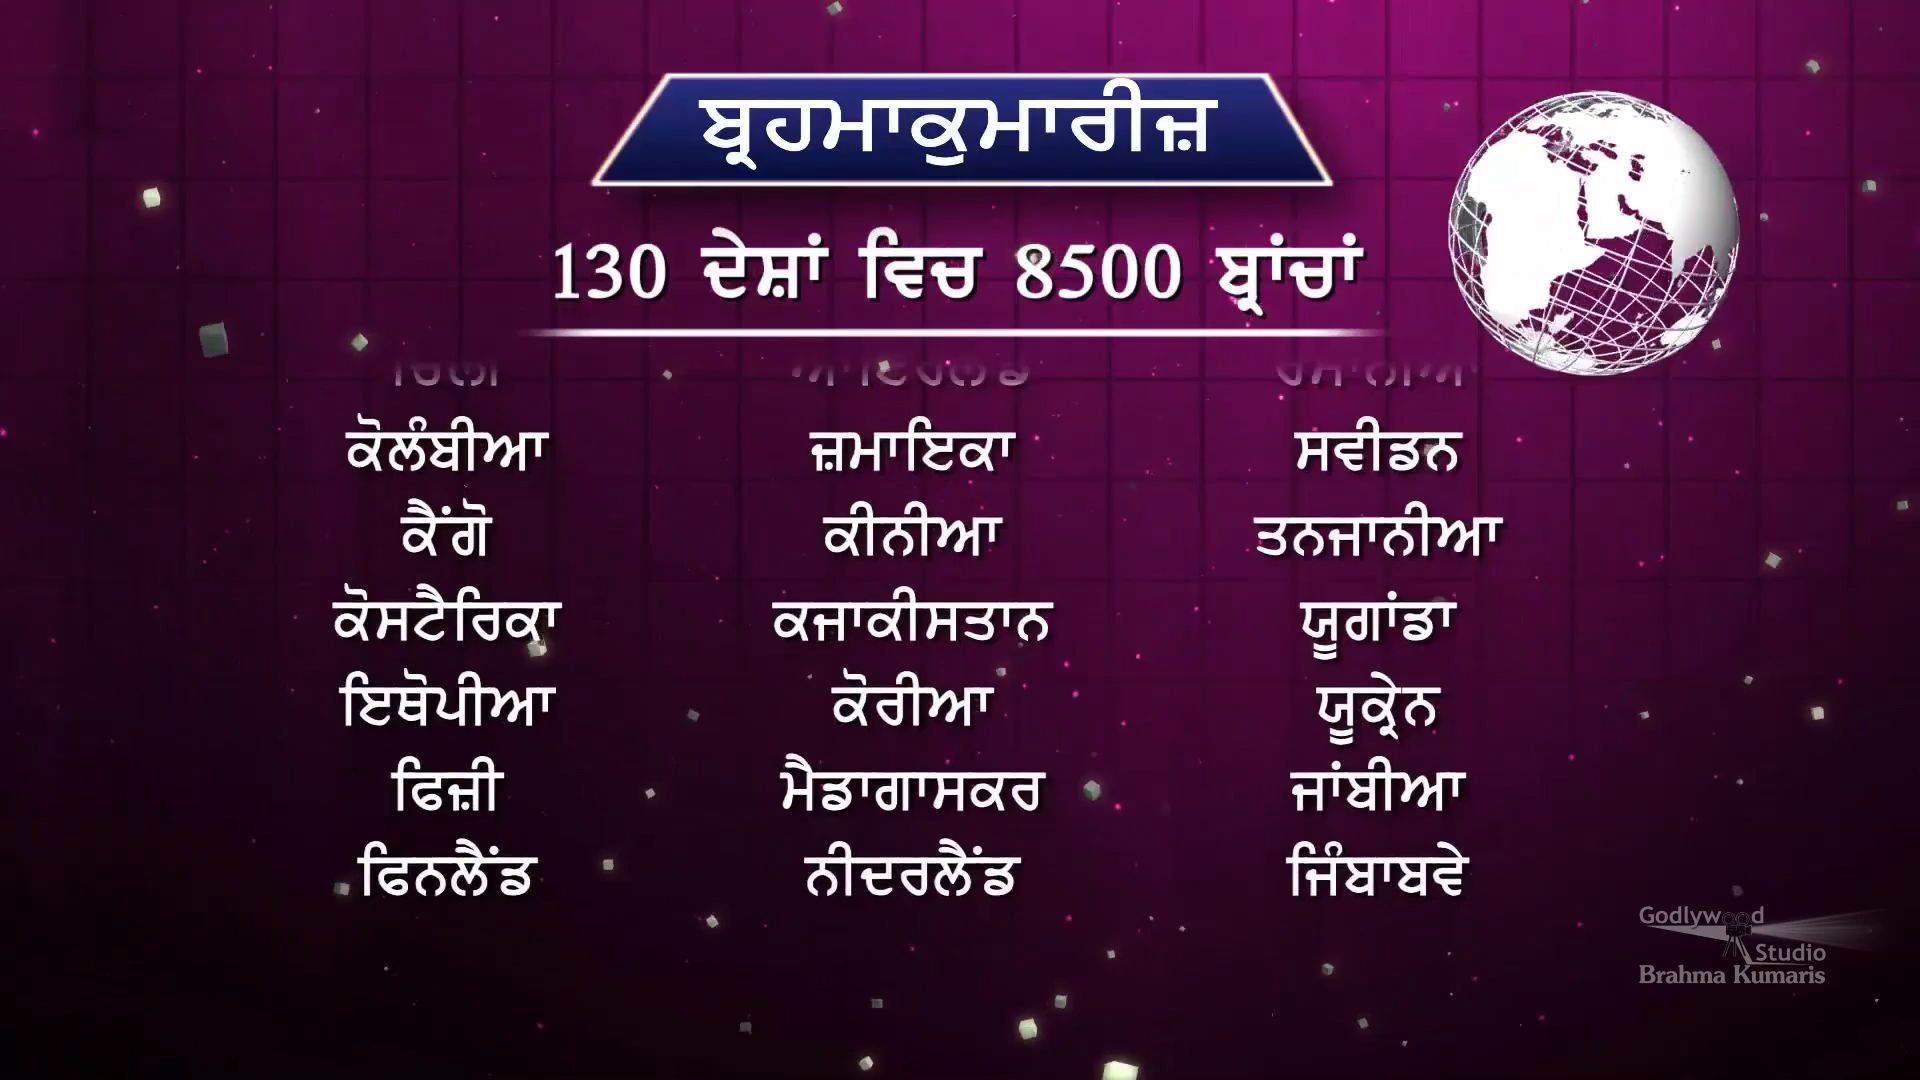 ਬ੍ਰਹਮਾਕੁਮਾਰੀਜ਼
130 ਦੇਸ਼ਾਂ ਵਿਚ 8500 ਬ੍ਰਾਂਚਾਂ
ਕੋਲੰਬੀਆ ਜ਼ਮਾਇਕਾ ਸਵੀਡਨ
ਕੈਂਗੋ ਕੀਨੀਆ ਤਨਜਾਨੀਆ
ਕੋਸਟੈਰਿਕਾ ਕਜਾਕੀਸਤਾਨ ਯੂਗਾਂਡਾ
ਇਥੋਪੀਆ ਕੋਰੀਆ ਯੂਕ੍ਰੇਨ
ਫਿਜ਼ੀ ਮੈਡਾਗਾਸਕਰ ਜਾਂਬੀਆ
ਫਿਨਲੈਂਡ ਨੀਦਰਲੈਂਡ ਜਿੰਬਾਬਵੇ
Godlywood
Studio
Brahma Kumaris